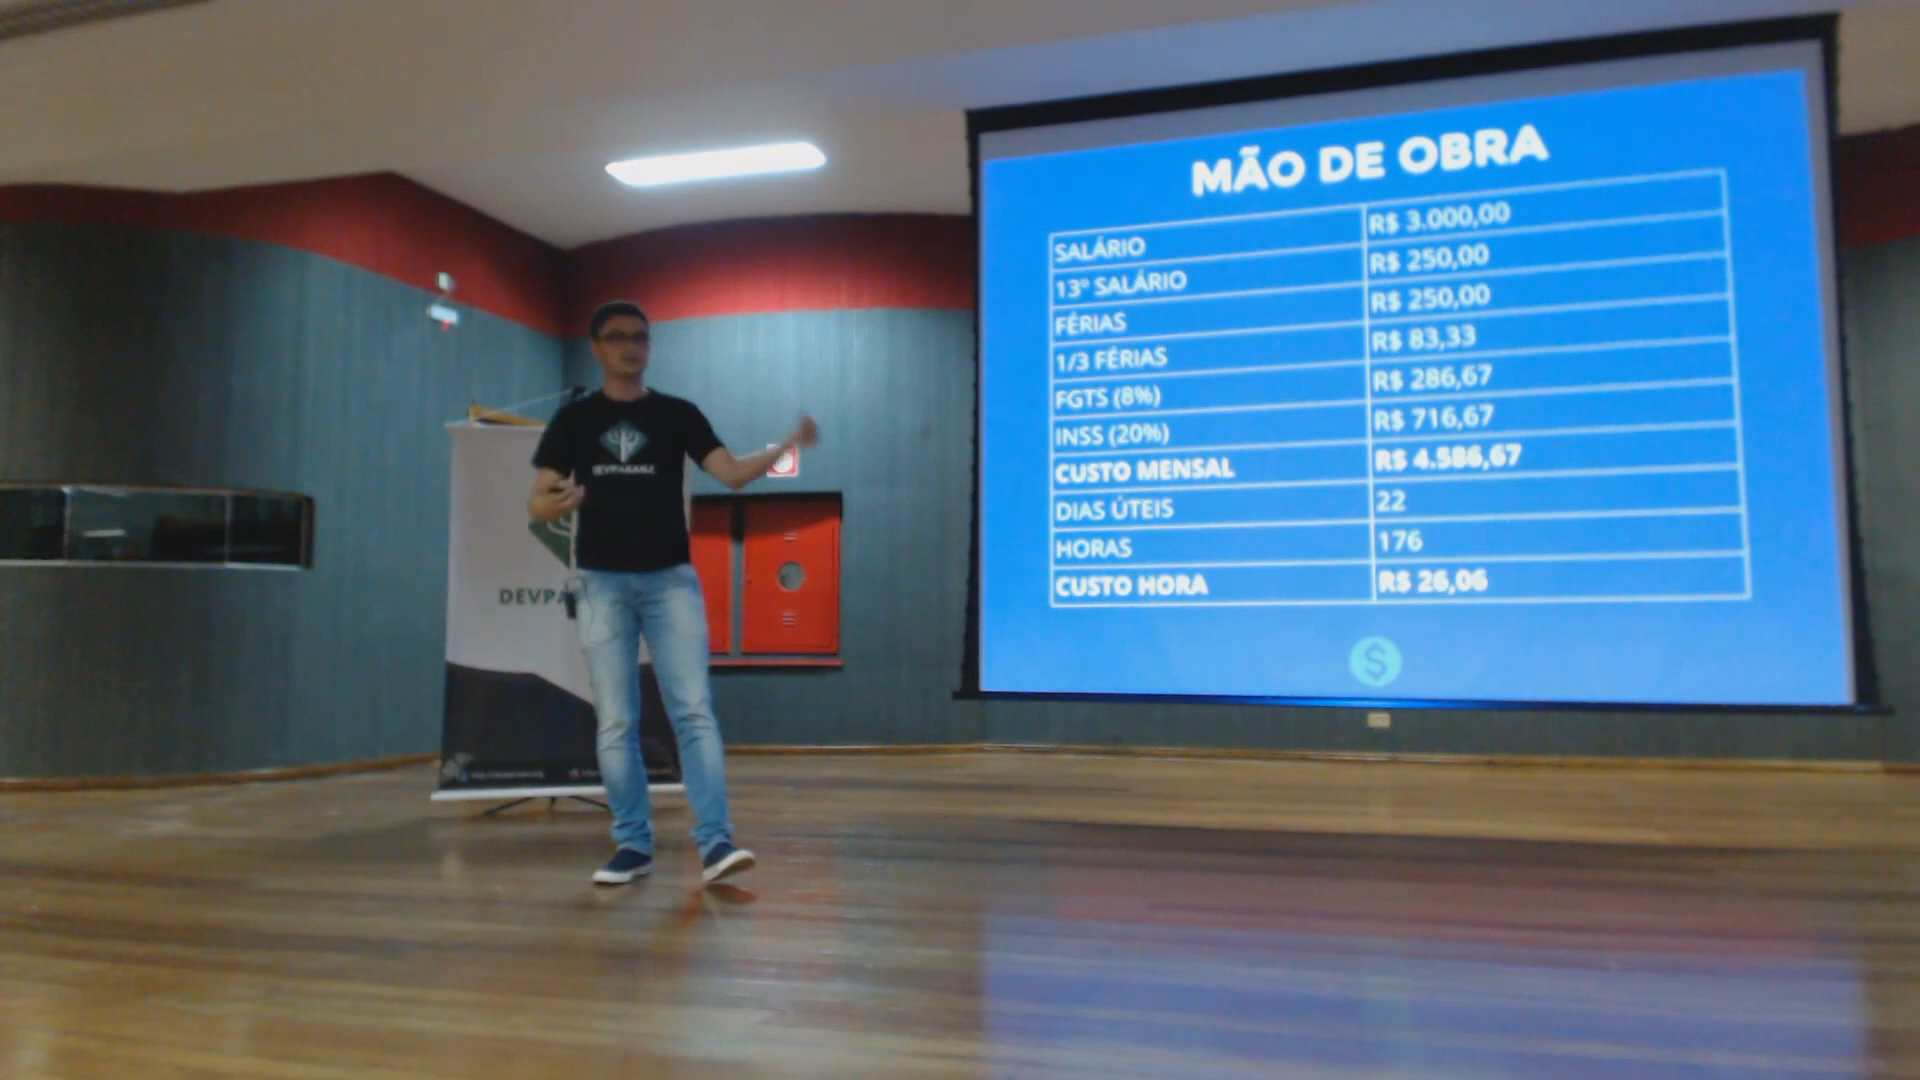 MÃO DE OBRA
SALÁRIO R$ 3.000,00
13º SALÁRIO R$ 250,00
FÉRIAS R$ 250,00
1/3 FÉRIAS R$ 83,33
FGTS (8%) R$ 286,67
INSS (20%) R$ 716,67
CUSTO MENSAL R$ 4.586,67
DIAS ÚTEIS 22
HORAS 176
CUSTO HORA R$ 26,06
$
DEVPARANÁ
DEVPA